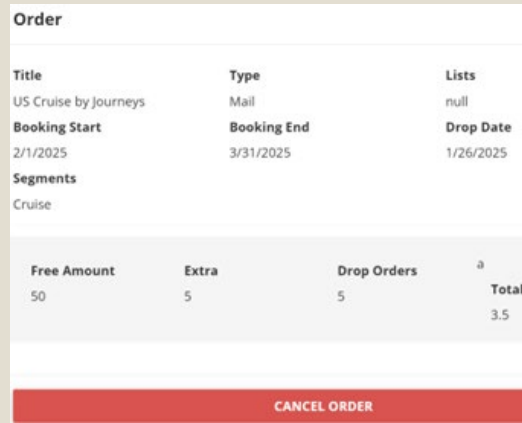 Order
Title Type Lists
US Cruise by Journeys Mail null
Booking Start Booking End Drop Date
2/1/2025 3/31/2025 1/26/2025
Segments
Cruise
a
Free Amount Extra Drop Orders
50 5 5
Total
3.5
CANCEL ORDER